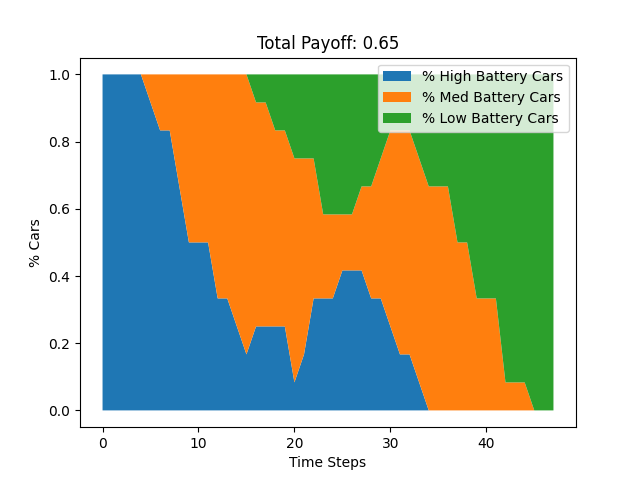 Total Payoff: 0.65
1.0
0.8
0.6
0.4
0.2
0.0
% Cars
% High Battery Cars
% Med Battery Cars
% Low Battery Cars
0 10 20 30 40
Time Steps